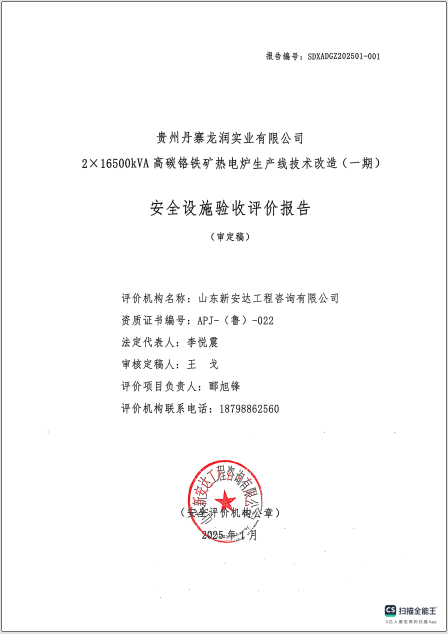 报告编号：SDXADGZ202501-001
贵州丹寨龙润实业有限公司
2×16500kVA 高碳铬铁矿热电炉生产线技术改造（一期）
安全设施验收评价报告
（审定稿）
评价机构名称：山东新安达工程咨询有限公司
资质证书编号：APJ-（鲁）-022
法定代表人：李悦震
审核定稿人：王 戈
评价项目负责人：郦旭锋
评价机构联系电话：18798862560
山东新安达工程咨询有限公司
（安全评价机构公章）
2025 年 1 月
CS 扫描全能王
3亿人都在用的扫描App